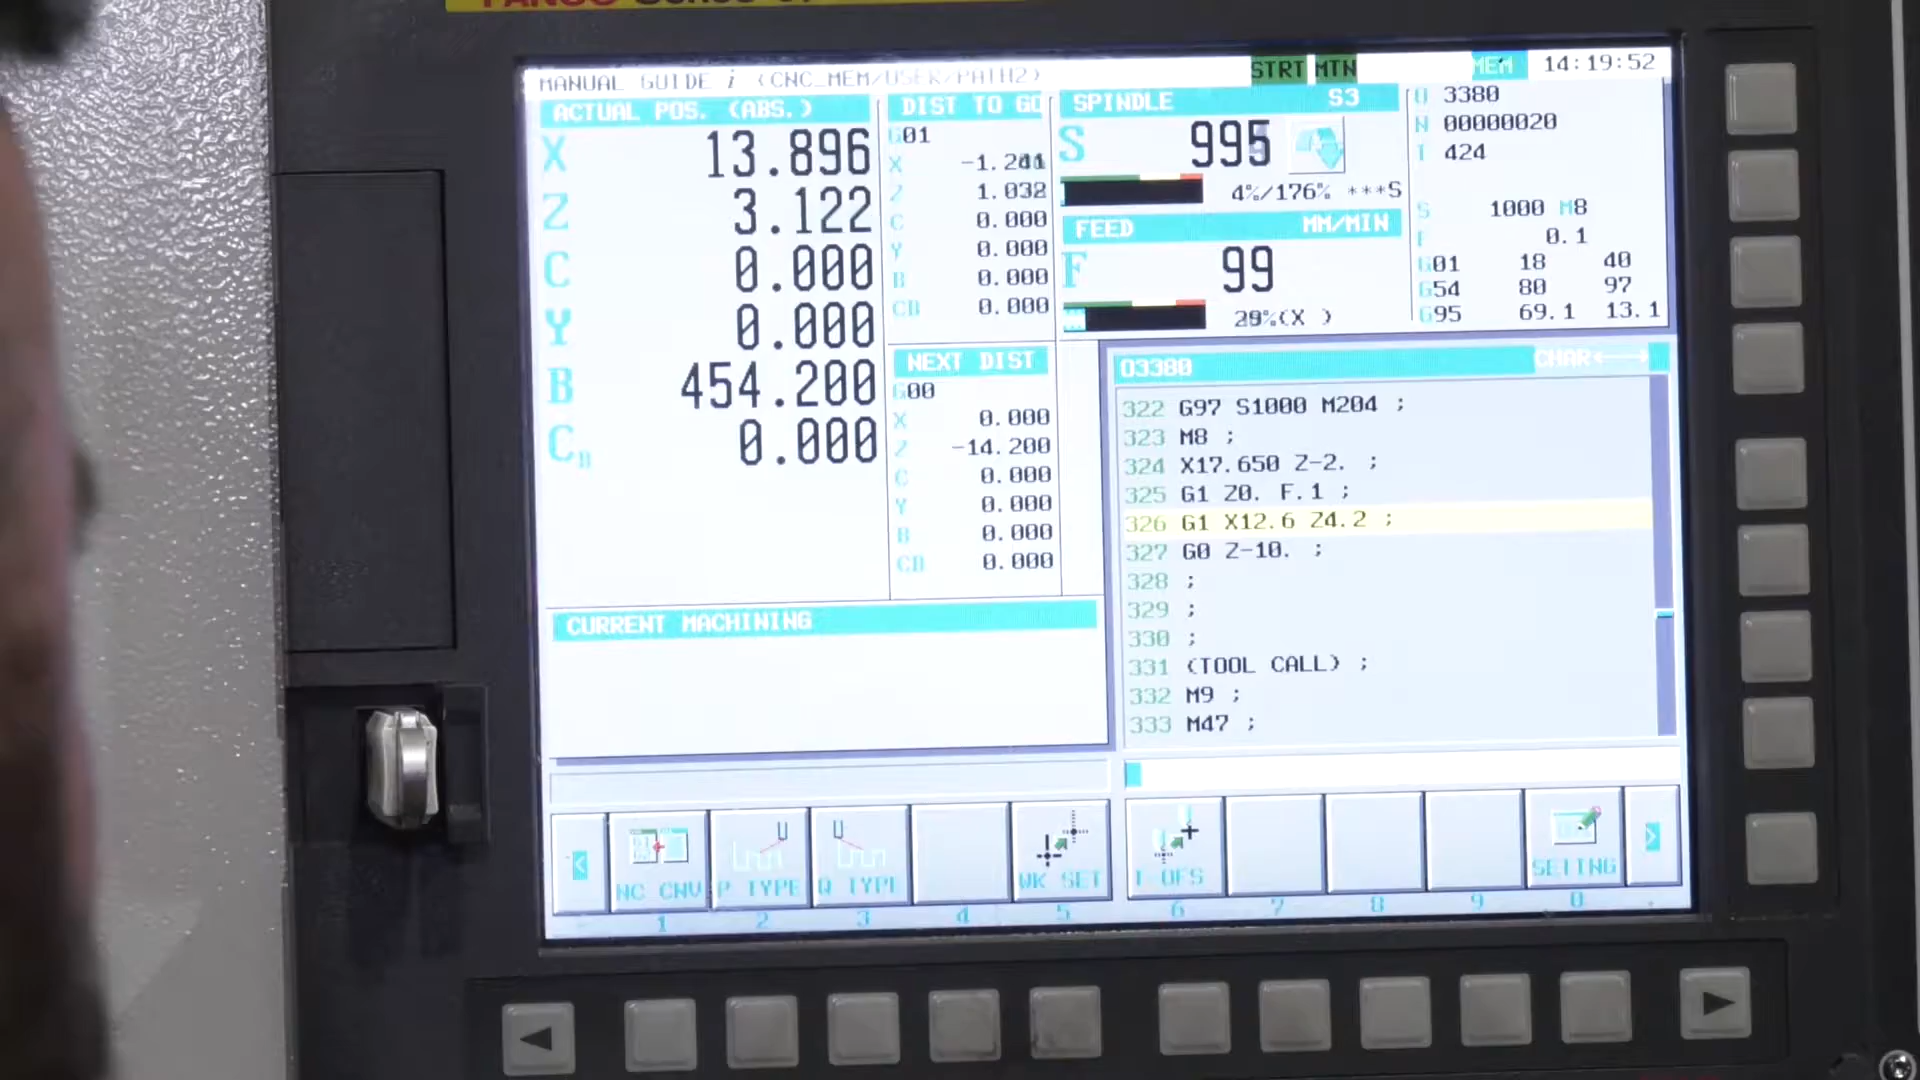 MANUAL GUIDE i (CNC_MEM/USER/PATH2)
STRT MTN
MEM
14:19:52
ACTUAL POS. (ABS.)
X 13.896
Z 3.122
C 0.000
Y 0.000
B 454.200
0.000
DIST TO GO
G01
X
Z 1.032
C 0.000
Y 0.000
B 0.000
CB 0.000
NEXT DIST
G00
X 0.000
Z -14.200
C 0.000
Y 0.000
B 0.000
CB 0.000
SPINDLE S3
S 995
4%/176% ***S
FEED MM/MIN
F 99
(X )
O 3380
N 00000020
T 424
S 1000 M8
F 0.1
G01 18 40
G54 80 97
G95 69.1 13.1
O3380
CHAR
322 G97 S1000 M204 ;
323 M8 ;
324 X17.650 Z-2. ;
325 G1 Z0. F.1 ;
326 G1 X12.6 Z4.2 ;
327 G0 Z-10. ;
328 ;
329 ;
330 ;
331 (TOOL CALL) ;
332 M9 ;
333 M47 ;
CURRENT MACHINING
< NC CNV P TYPE R TYPE WK SET T-OFS SETING >
1 2 3 4 5 6 7 8 9 0